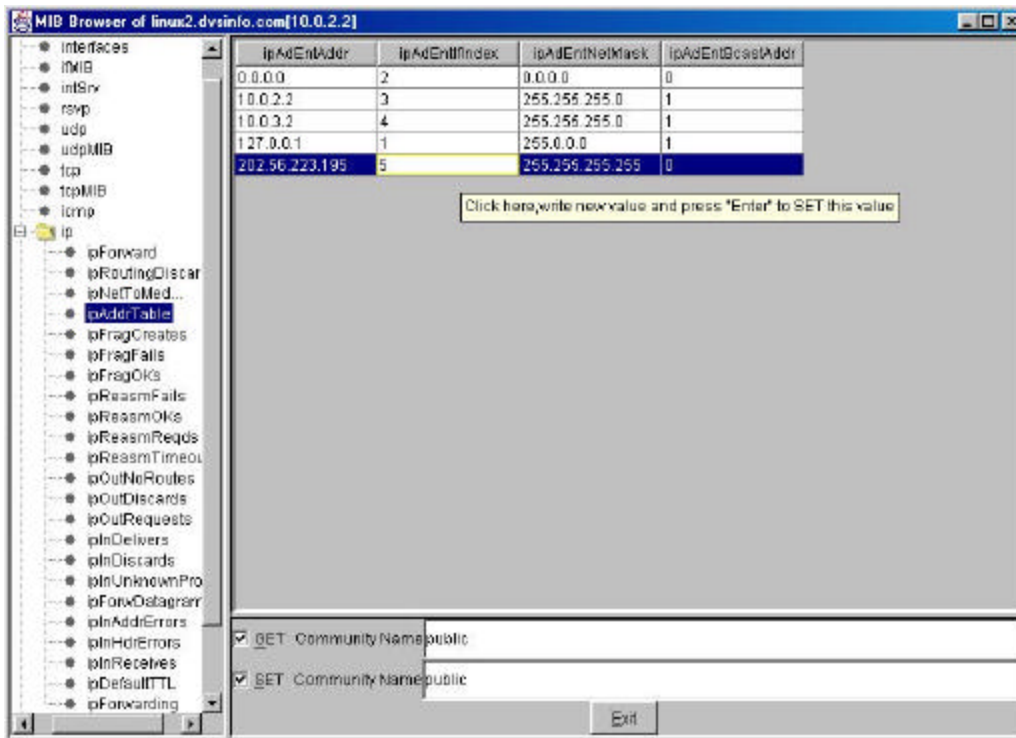 MIB Browser of linux2.dvsinfo.com[10.0.2.2]
interfaces
ifMIB
intSrv
rsvp
udp
udpMIB
tcp
tcpMIB
icmp
ip
ipForward
ipRoutingDiscar
ipNetToMed...
ipAddrTable
ipFragCreates
ipFragFails
ipFragOKs
ipReasmFails
ipReasmOKs
ipReasmReqds
ipReasmTimeou
ipOutNoRoutes
ipOutDiscards
ipOutRequests
ipInDelivers
ipInDiscards
ipInUnknownPro
ipForwDatagram
ipInAddrErrors
ipInHdrErrors
ipInReceives
ipDefaultTTL
ipForwarding
ipAdEntAddr ipAdEntIfIndex ipAdEntNetMask ipAdEntBcastAddr
0.0.0.0 2 0.0.0.0 0
10.0.2.2 3 255.255.255.0 1
10.0.3.2 4 255.255.255.0 1
127.0.0.1 1 255.0.0.0 1
202.56.223.195 5 255.255.255.255 0
Click here,write new value and press "Enter" to SET this value
GET Community Name public
SET Community Name public
Exit